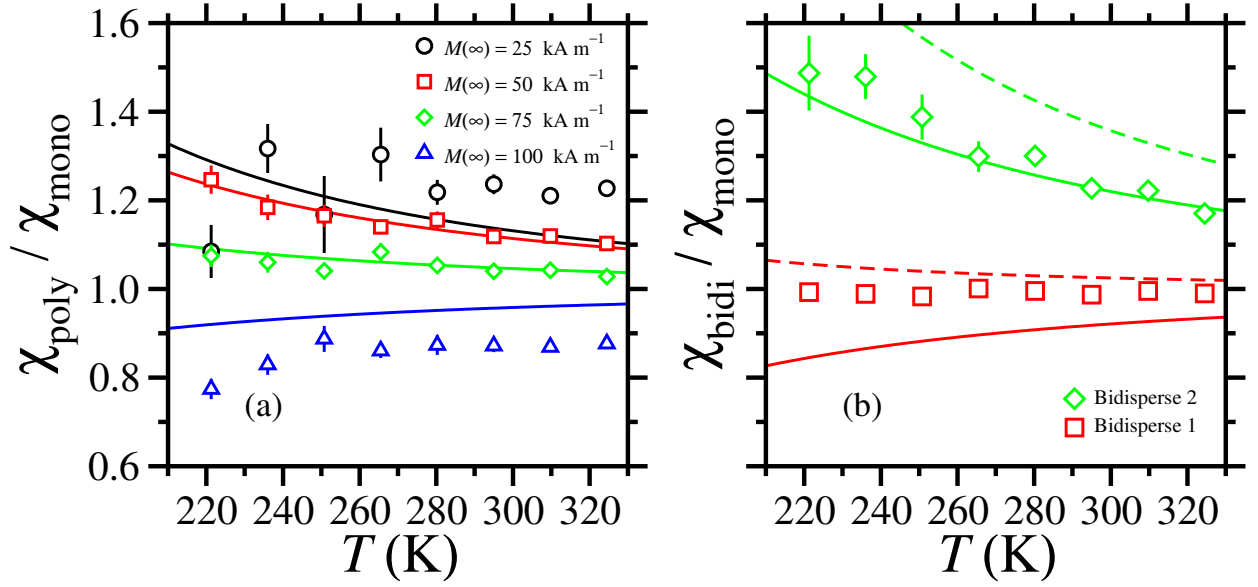 1.6
1.4
1.2
1.0
0.8
0.6
χpoly / χmono
M(∞) = 25 kA m⁻¹
M(∞) = 50 kA m⁻¹
M(∞) = 75 kA m⁻¹
M(∞) = 100 kA m⁻¹
(a)
220 240 260 280 300 320
T (K)
χbidi / χmono
Bidisperse 2
Bidisperse 1
(b)
220 240 260 280 300 320
T (K)